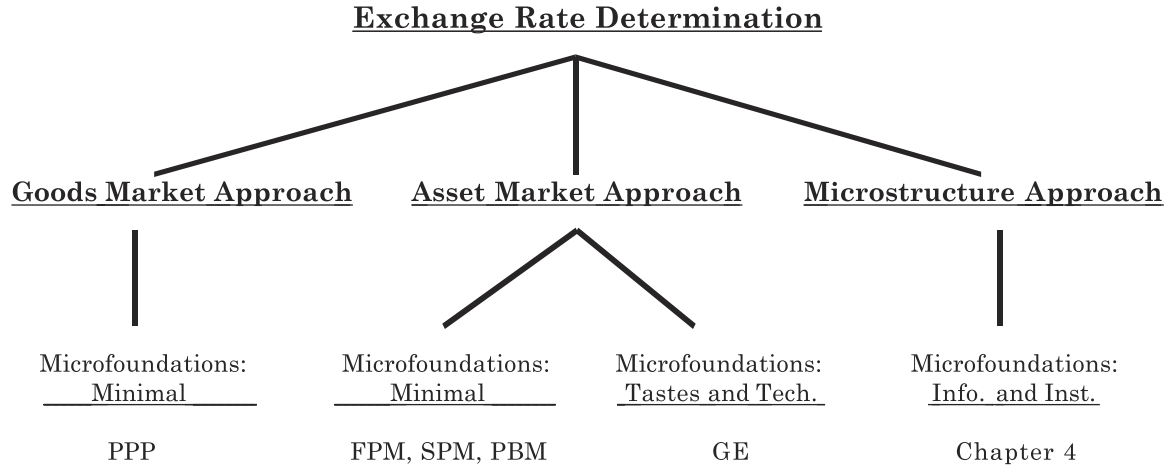 Exchange Rate Determination
Goods Market Approach
Asset Market Approach
Microstructure Approach
Microfoundations:
Minimal
Microfoundations:
Minimal
Microfoundations:
Tastes and Tech.
Microfoundations:
Info. and Inst.
PPP
FPM, SPM, PBM
GE
Chapter 4